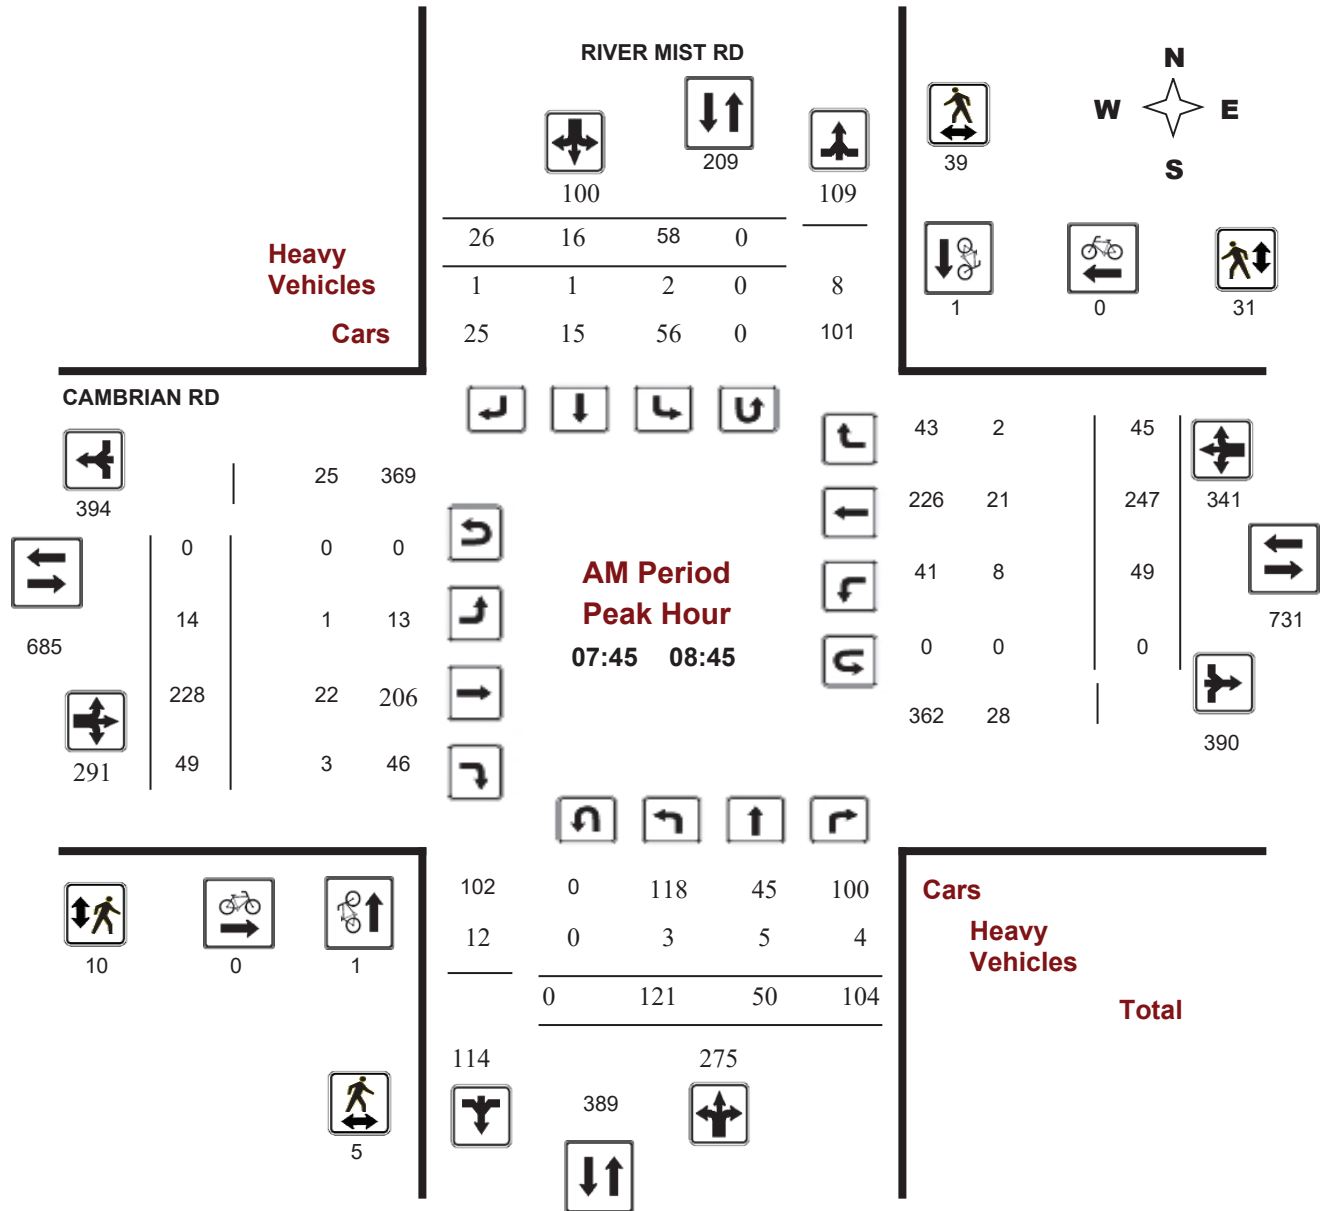 RIVER MIST RD
N
W E
S
209
39
100
109
26 16 58 0
Heavy
Vehicles
1 1 2 0 8
1 0 31
Cars
25 15 56 0 101
CAMBRIAN RD
43 2 45
25 369
394
226 21 247 341
0 0 0
AM Period
41 8 49
Peak Hour
14 1 13
731
685
07:45 08:45
0 0 0
228 22 206
362 28
390
291
49 3 46
102 0 118 45 100
Cars
12 0 3 5 4
Heavy
Vehicles
10 0 1
0 121 50 104
Total
114 275
389
5